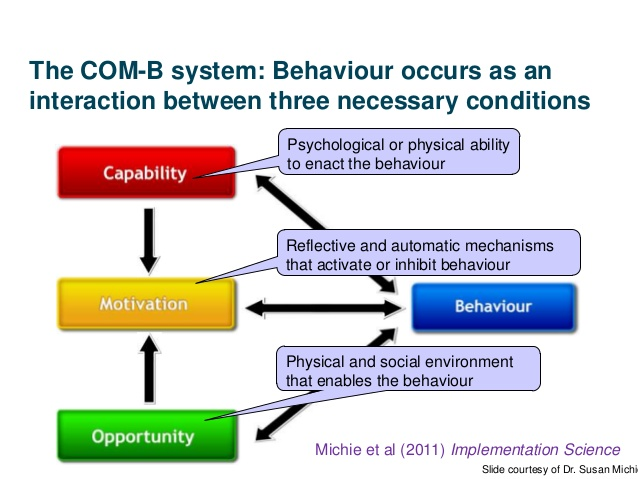 The COM-B system: Behaviour occurs as an
interaction between three necessary conditions
Psychological or physical ability
to enact the behaviour
Capability
Reflective and automatic mechanisms
that activate or inhibit behaviour
Motivation
Behaviour
Physical and social environment
that enables the behaviour
Opportunity
Michie et al (2011) Implementation Science
Slide courtesy of Dr. Susan Michi